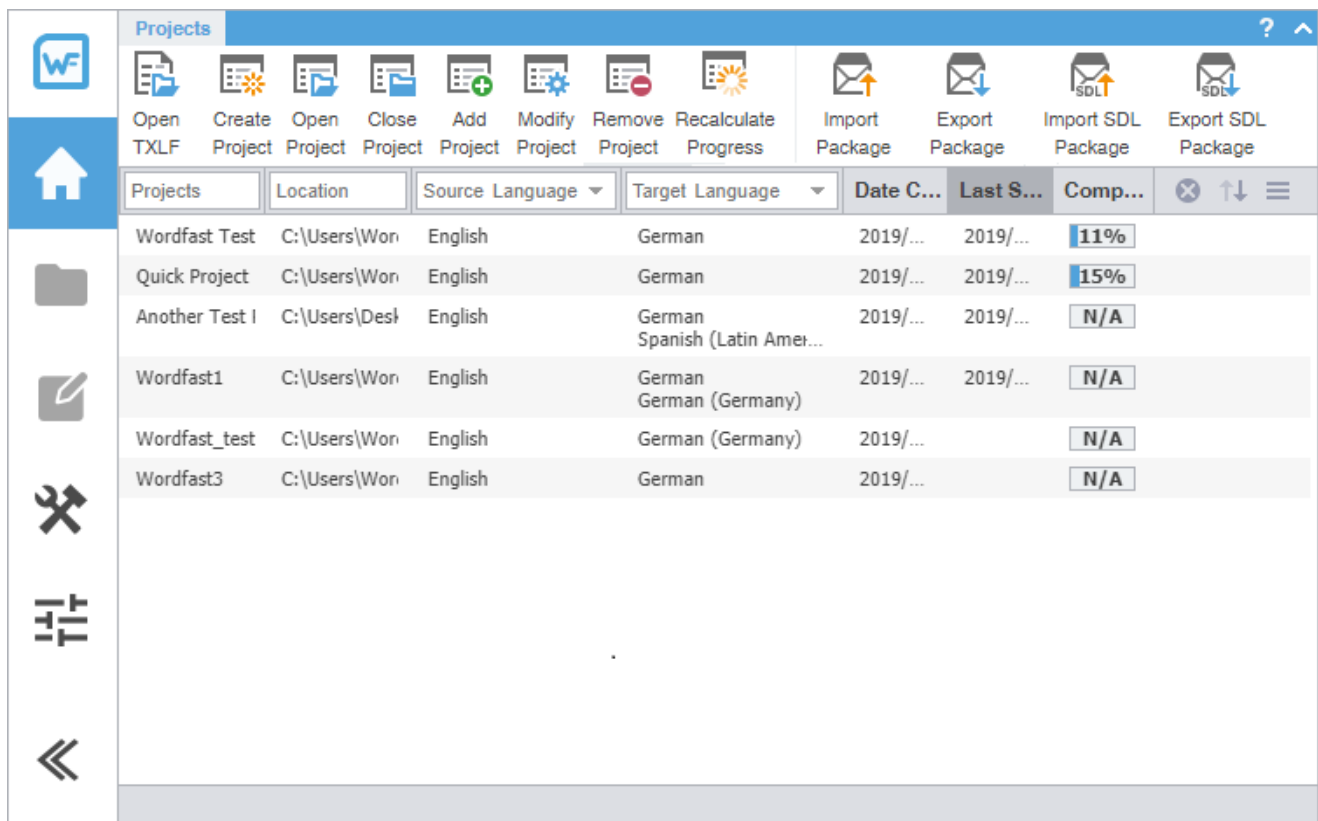 WF
Projects ?
Open TXLF
Create Project
Open Project
Close Project
Add Project
Modify Project
Remove Project
Recalculate Progress
Import Package
Export Package
SDL
Import SDL Package
SDL
Export SDL Package
Projects Location Source Language Target Language Date C... Last S... Comp...
Wordfast Test C:\Users\Wor English German 2019/... 2019/... 11%
Quick Project C:\Users\Wor English German 2019/... 2019/... 15%
Another Test C:\Users\Desk English German 2019/... 2019/... N/A
Spanish (Latin Amer...
Wordfast1 C:\Users\Wor English German 2019/... 2019/... N/A
German (Germany)
Wordfast_test C:\Users\Wor English German (Germany) 2019/... N/A
Wordfast3 C:\Users\Wor English German 2019/... N/A